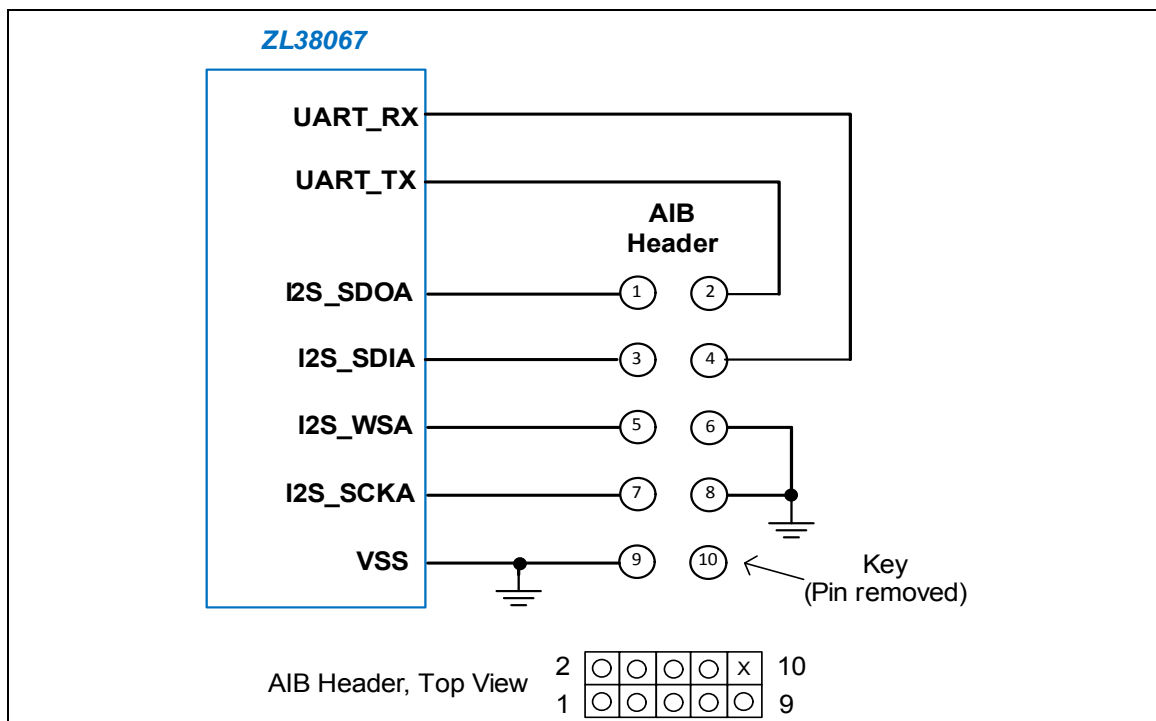 ZL38067
UART_RX
UART_TX
AIB
Header
I2S_SDOA 1 2
I2S_SDIA 3 4
I2S_WSA 5 6
I2S_SCKA 7 8
VSS 9 10
Key
(Pin removed)
AIB Header, Top View
2 X 10
1 9